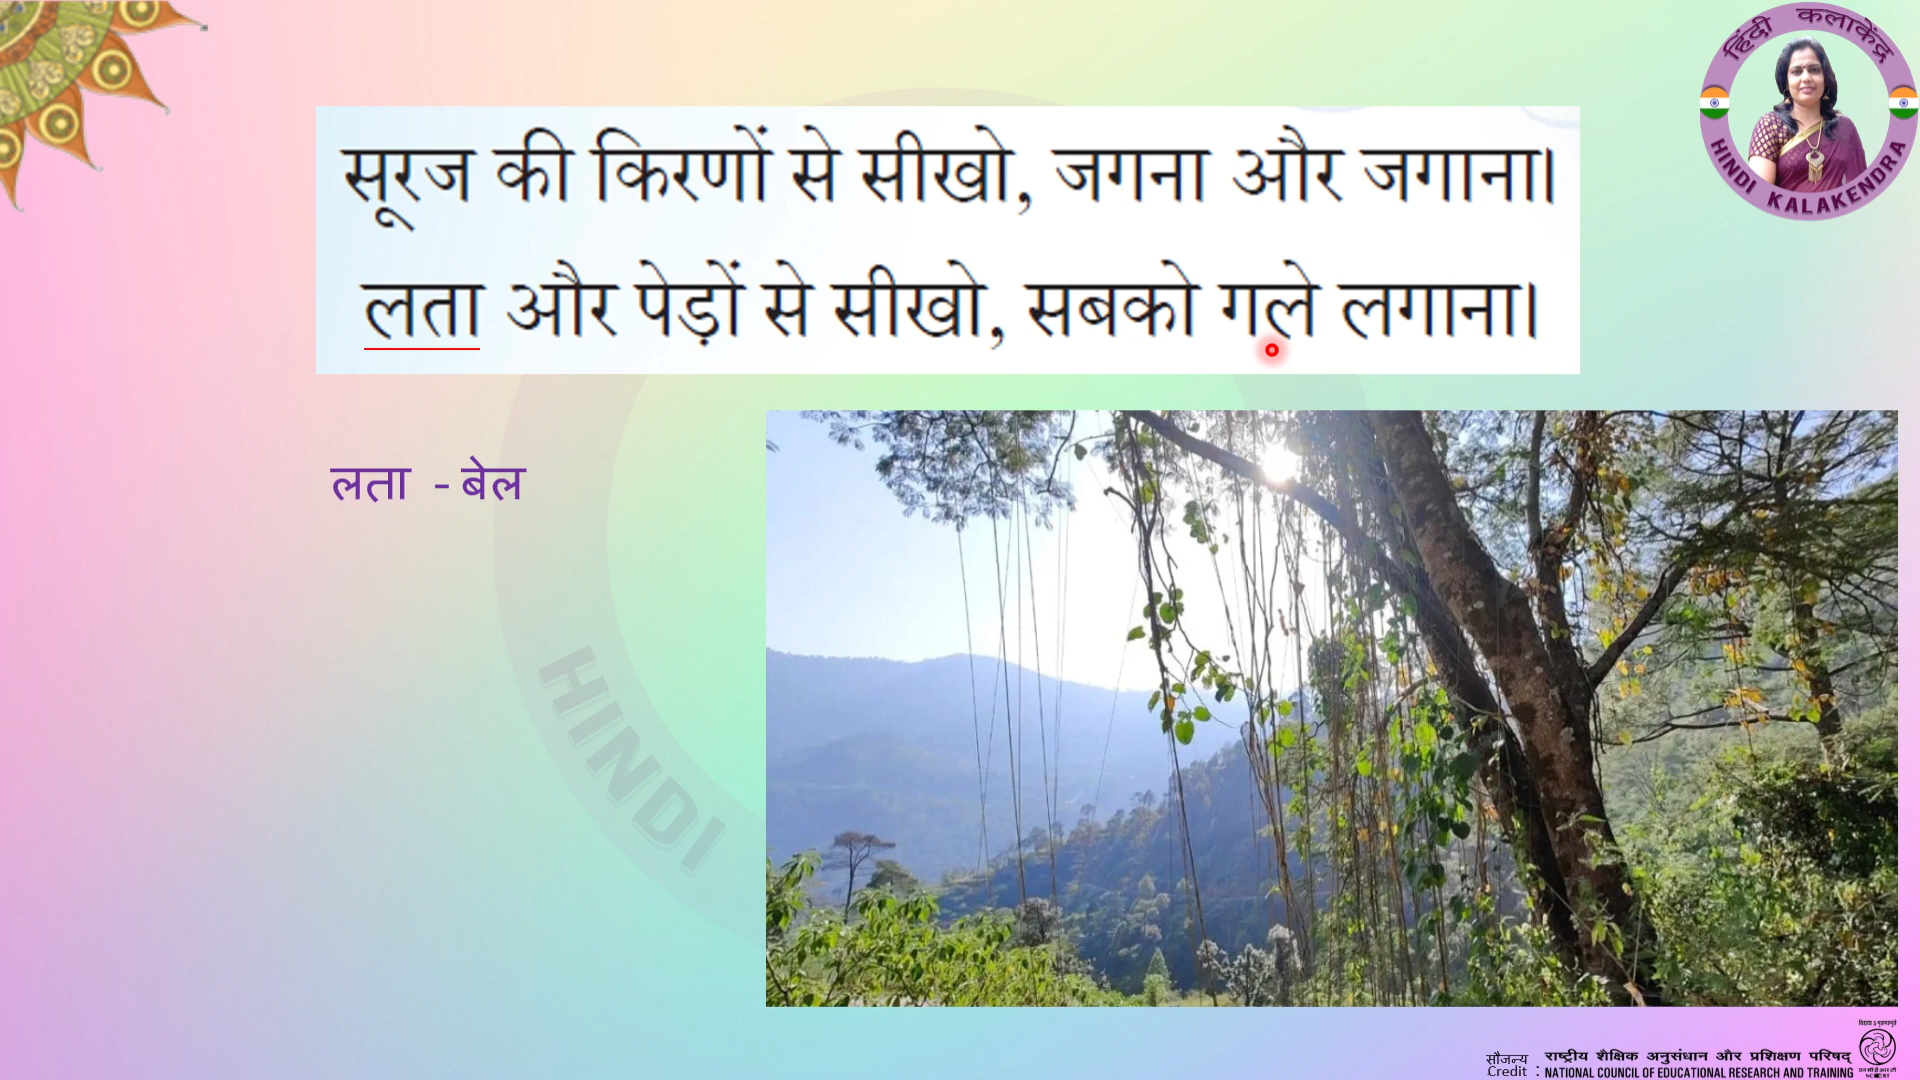 हिंदी कलाकेंद्र
HINDI KALAKENDRA
सूरज की किरणों से सीखो, जगना और जगाना।
लता और पेड़ों से सीखो, सबको गले लगाना।
लता - बेल
HINDI
सौजन्य
Credit :
राष्ट्रीय शैक्षिक अनुसंधान और प्रशिक्षण परिषद्
NATIONAL COUNCIL OF EDUCATIONAL RESEARCH AND TRAINING